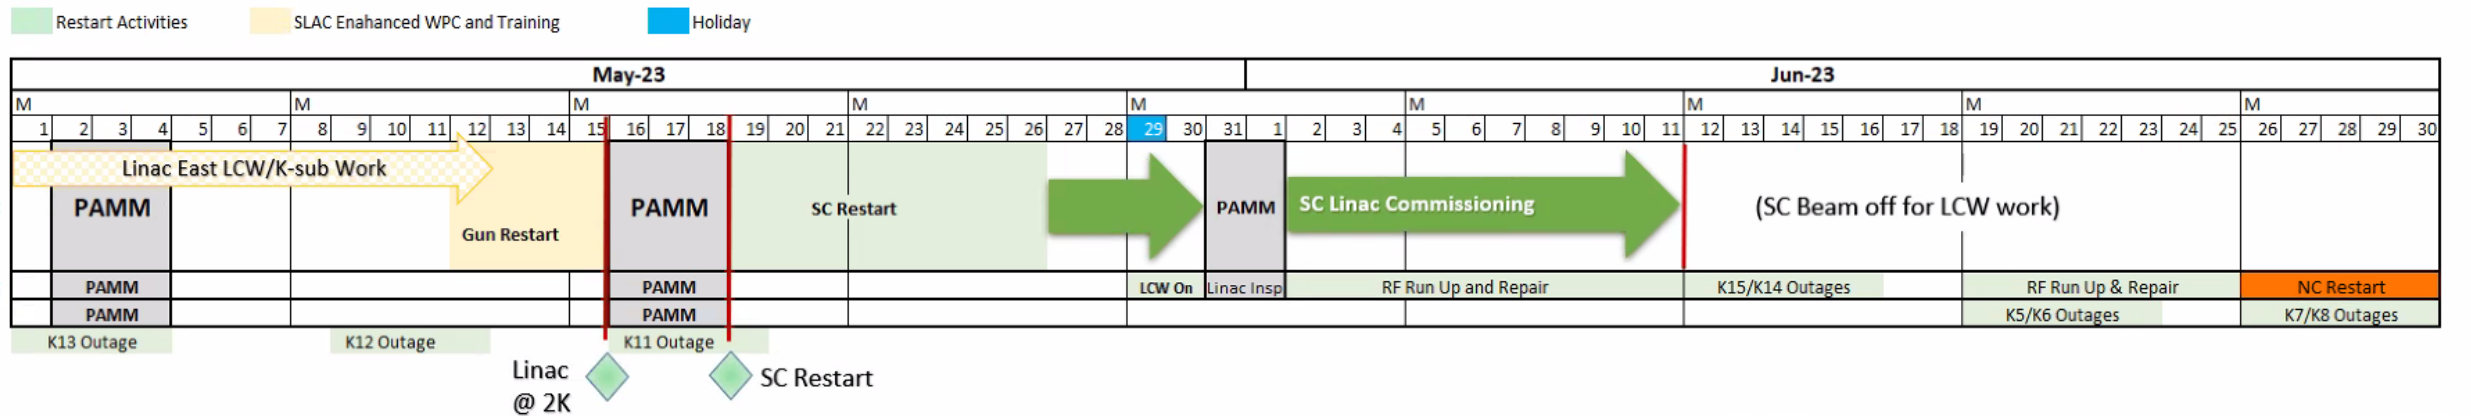 Restart Activities
SLAC Enahanced WPC and Training
Holiday
May-23
Jun-23
M M M M M M M M M
1 2 3 4 5 6 7 8 9 10 11 12 13 14 15 16 17 18 19 20 21 22 23 24 25 26 27 28 29 30 31 1 2 3 4 5 6 7 8 9 10 11 12 13 14 15 16 17 18 19 20 21 22 23 24 25 26 27 28 29 30
Linac East LCW/K-sub Work
PAMM
Gun Restart
PAMM
SC Restart
PAMM
SC Linac Commissioning
(SC Beam off for LCW work)
PAMM
PAMM
LCW On
Linac Insp
RF Run Up and Repair
K15/K14 Outages
RF Run Up & Repair
NC Restart
PAMM
PAMM
K5/K6 Outages
K7/K8 Outages
K13 Outage
K12 Outage
K11 Outage
Linac
@ 2K
SC Restart